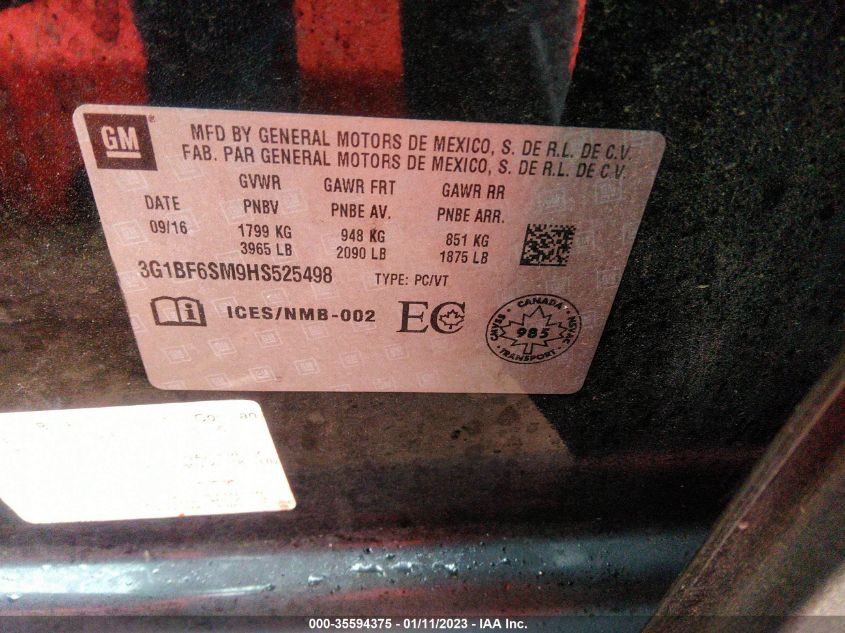 GM
MFD BY GENERAL MOTORS DE MEXICO, S. DE R.L. DE C.V.
FAB. PAR GENERAL MOTORS DE MEXICO, S. DE R.L. DE C.V.
DATE
09/16
GVWR
PNBV
1799 KG
3965 LB
GAWR FRT
PNBE AV.
948 KG
2090 LB
GAWR RR
PNBE ARR.
851 KG
1875 LB
3G1BF6SM9HS525498 TYPE: PC/VT
ICES/NMB-002 EC
CANADA
CMVSS 985 NSVAC
TRANSPORT
000-35594375 - 01/11/2023 - IAA Inc.